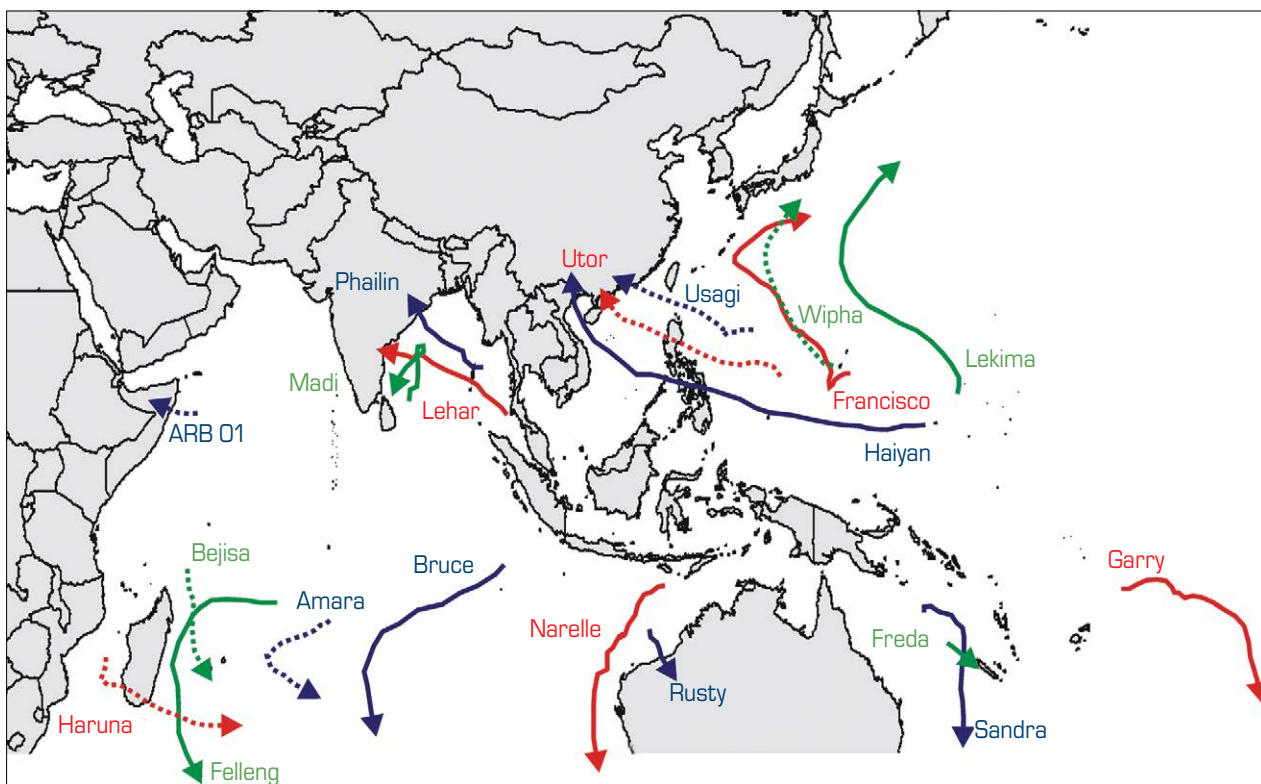 Utor
Phailin
Usagi
Wipha
Lekima
Madi
Lehar
Francisco
ARB 01
Haiyan
Bejisa
Bruce
Garry
Amara
Narelle
Freda
Rusty
Haruna
Sandra
Felleng